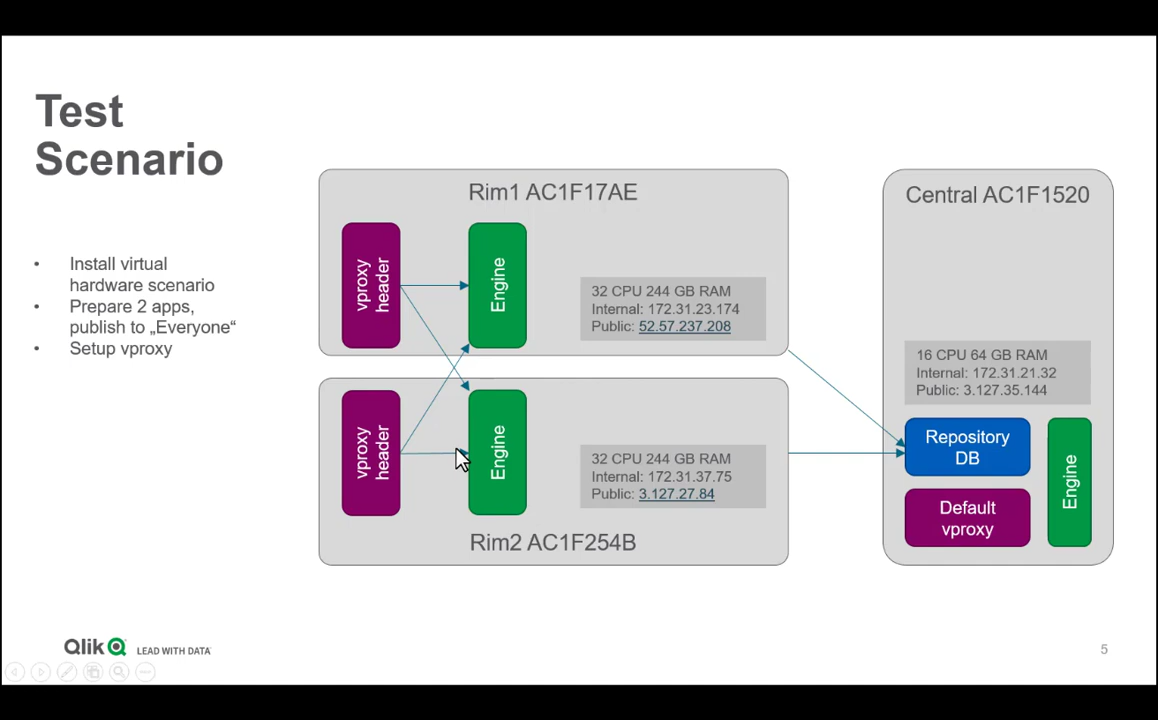 Test
Scenario
• Install virtual
hardware scenario
• Prepare 2 apps,
publish to „Everyone“
• Setup vproxy
Rim1 AC1F17AE
vproxy
header
Engine
32 CPU 244 GB RAM
Internal: 172.31.23.174
Public: 52.57.237.208
vproxy
header
Engine
32 CPU 244 GB RAM
Internal: 172.31.37.75
Public: 3.127.27.84
Rim2 AC1F254B
Central AC1F1520
16 CPU 64 GB RAM
Internal: 172.31.21.32
Public: 3.127.35.144
Repository
DB
Default
vproxy
Engine
Qlik LEAD WITH DATA
5